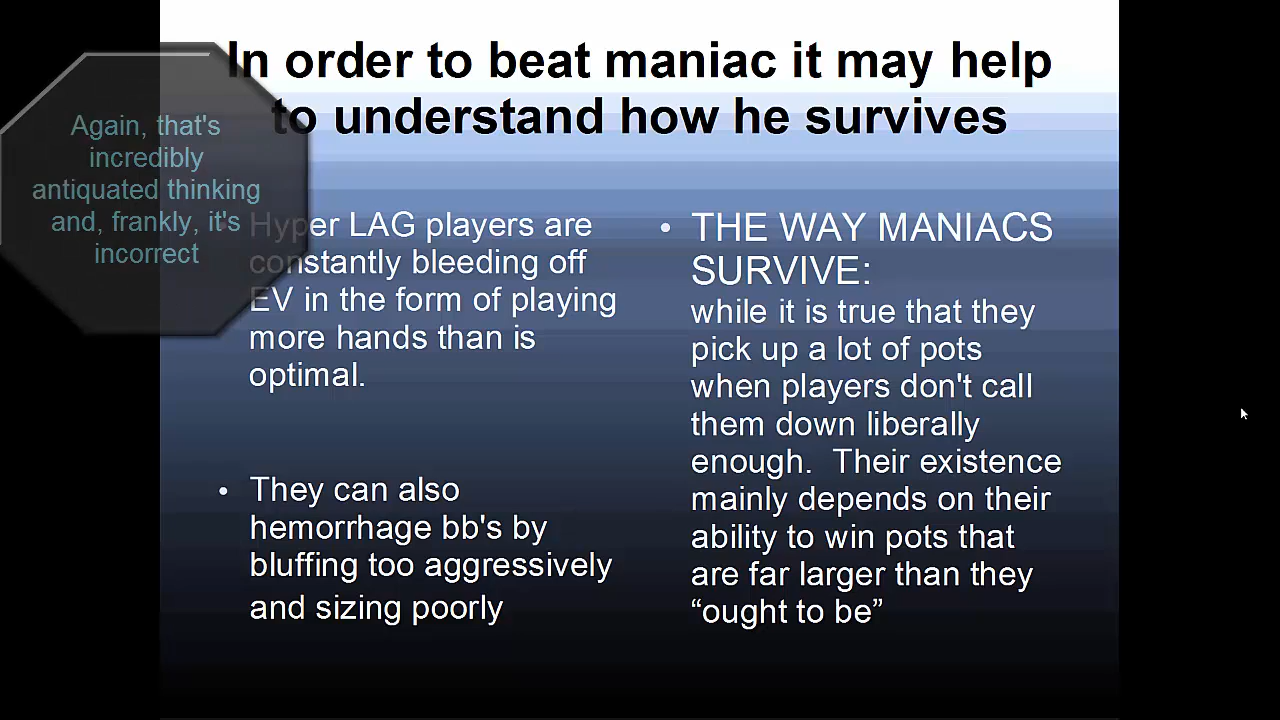 In order to beat maniac it may help
to understand how he survives
Again, that's
incredibly
antiquated thinking
and, frankly, it's
incorrect
• Hyper LAG players are
constantly bleeding off
EV in the form of playing
more hands than is
optimal.
• They can also
hemorrhage bb's by
bluffing too aggressively
and sizing poorly
• THE WAY MANIACS
SURVIVE:
while it is true that they
pick up a lot of pots
when players don't call
them down liberally
enough.  Their existence
mainly depends on their
ability to win pots that
are far larger than they
“ought to be”